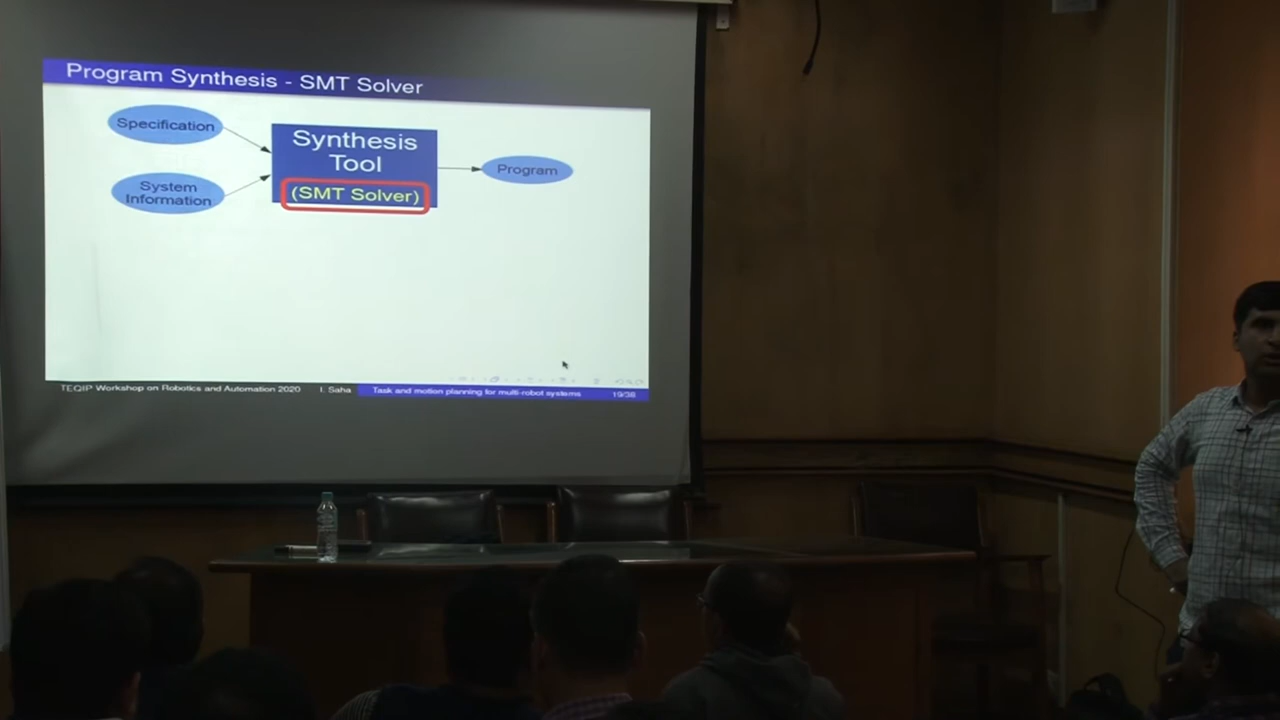 Program Synthesis - SMT Solver
Specification
System
Information
Synthesis
Tool
(SMT Solver)
Program
TEQIP Workshop on Robotics and Automation 2020 I. Saha Task and motion planning for multi-robot systems 19/38